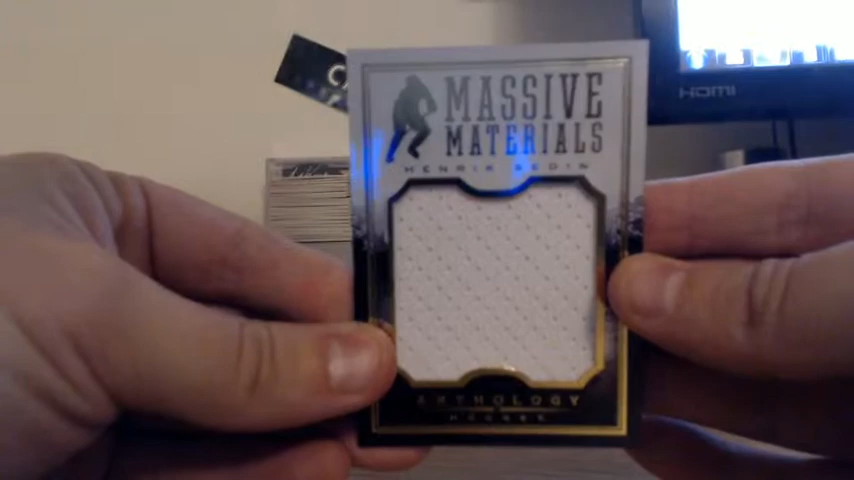 MASSIVE
MATERIALS
HENRIK SEDIN
ANTHOLOGY
HOCKEY
HDMI